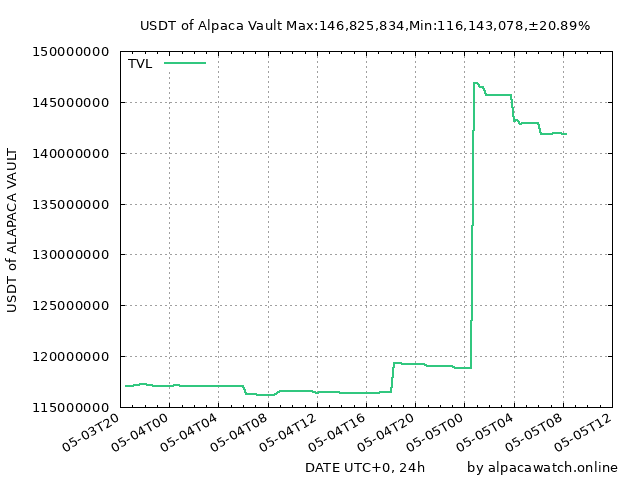 USDT of Alpaca Vault Max:146,825,834,Min:116,143,078,±20.89%
150000000
145000000
140000000
135000000
130000000
125000000
120000000
115000000
USDT of ALAPACA VAULT
TVL
05-03T20
05-04T00
05-04T04
05-04T08
05-04T12
05-04T16
05-04T20
05-05T00
05-05T04
05-05T08
05-05T12
DATE UTC+0, 24h
by alpacawatch.online